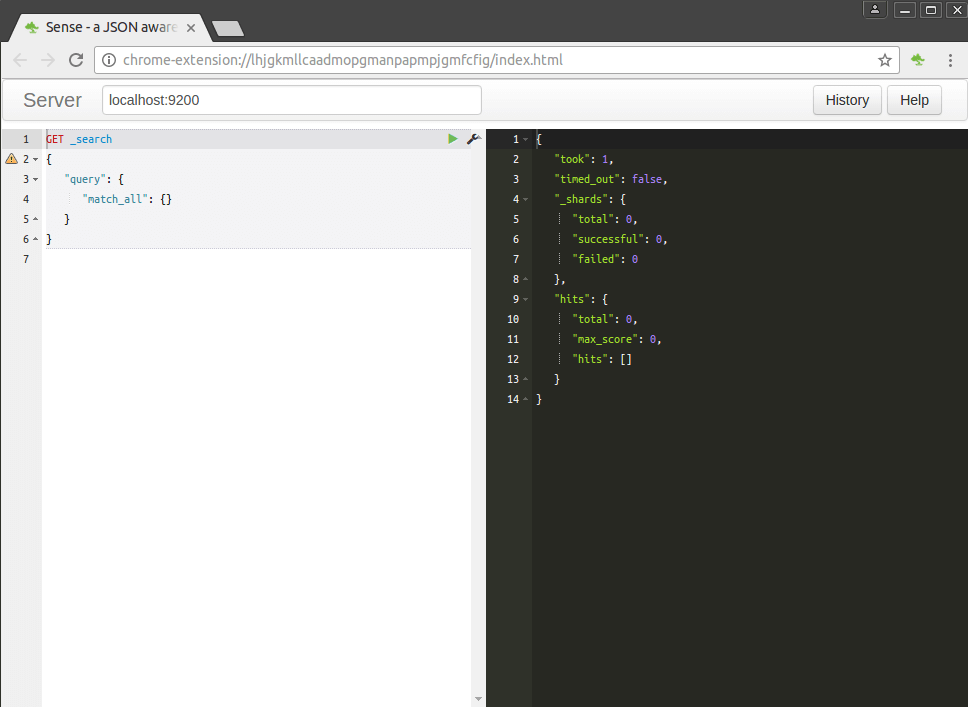 Sense - a JSON aware
chrome-extension://lhjgkmllcaadmopgmanpapmpjgmfcfig/index.html
Server localhost:9200 History Help
1 GET _search
2 {
3 "query": {
4 "match_all": {}
5 }
6 }
7
1 {
2 "took": 1,
3 "timed_out": false,
4 "_shards": {
5 "total": 0,
6 "successful": 0,
7 "failed": 0
8 },
9 "hits": {
10 "total": 0,
11 "max_score": 0,
12 "hits": []
13 }
14 }